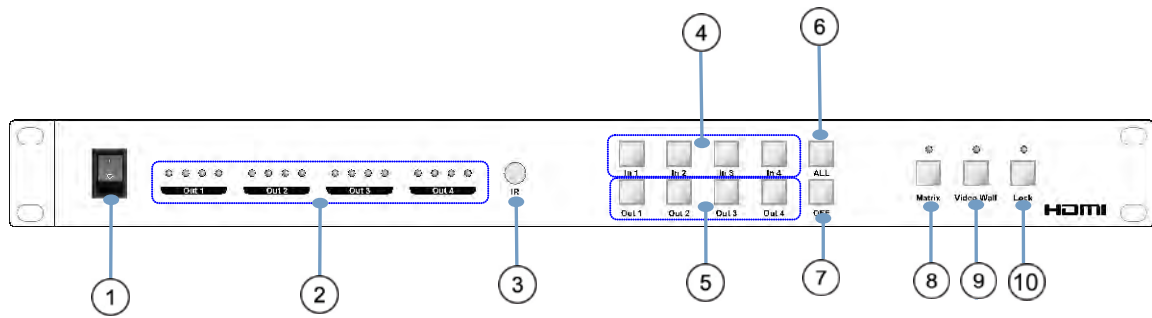 4
6
In 1 In 2 In 3 In 4 ALL
Out 1 Out 2 Out 3 Out 4 IR
Out 1 Out 2 Out 3 Out 4 OFF
Matrix Video Wall Lock
HDMI
1 2 3 5 7 8 9 10